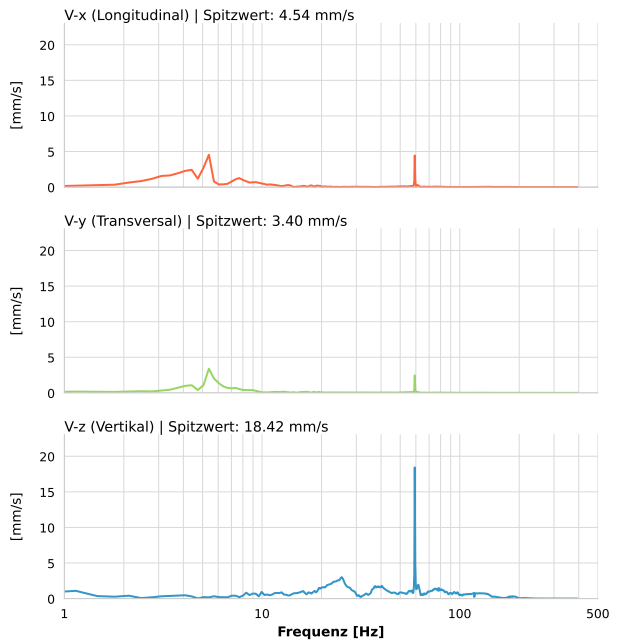 V-x (Longitudinal) | Spitzwert: 4.54 mm/s
20
15
10
5
0
[mm/s]
V-y (Transversal) | Spitzwert: 3.40 mm/s
20
15
10
5
0
[mm/s]
V-z (Vertikal) | Spitzwert: 18.42 mm/s
20
15
10
5
0
[mm/s]
1 10 100 500
Frequenz [Hz]